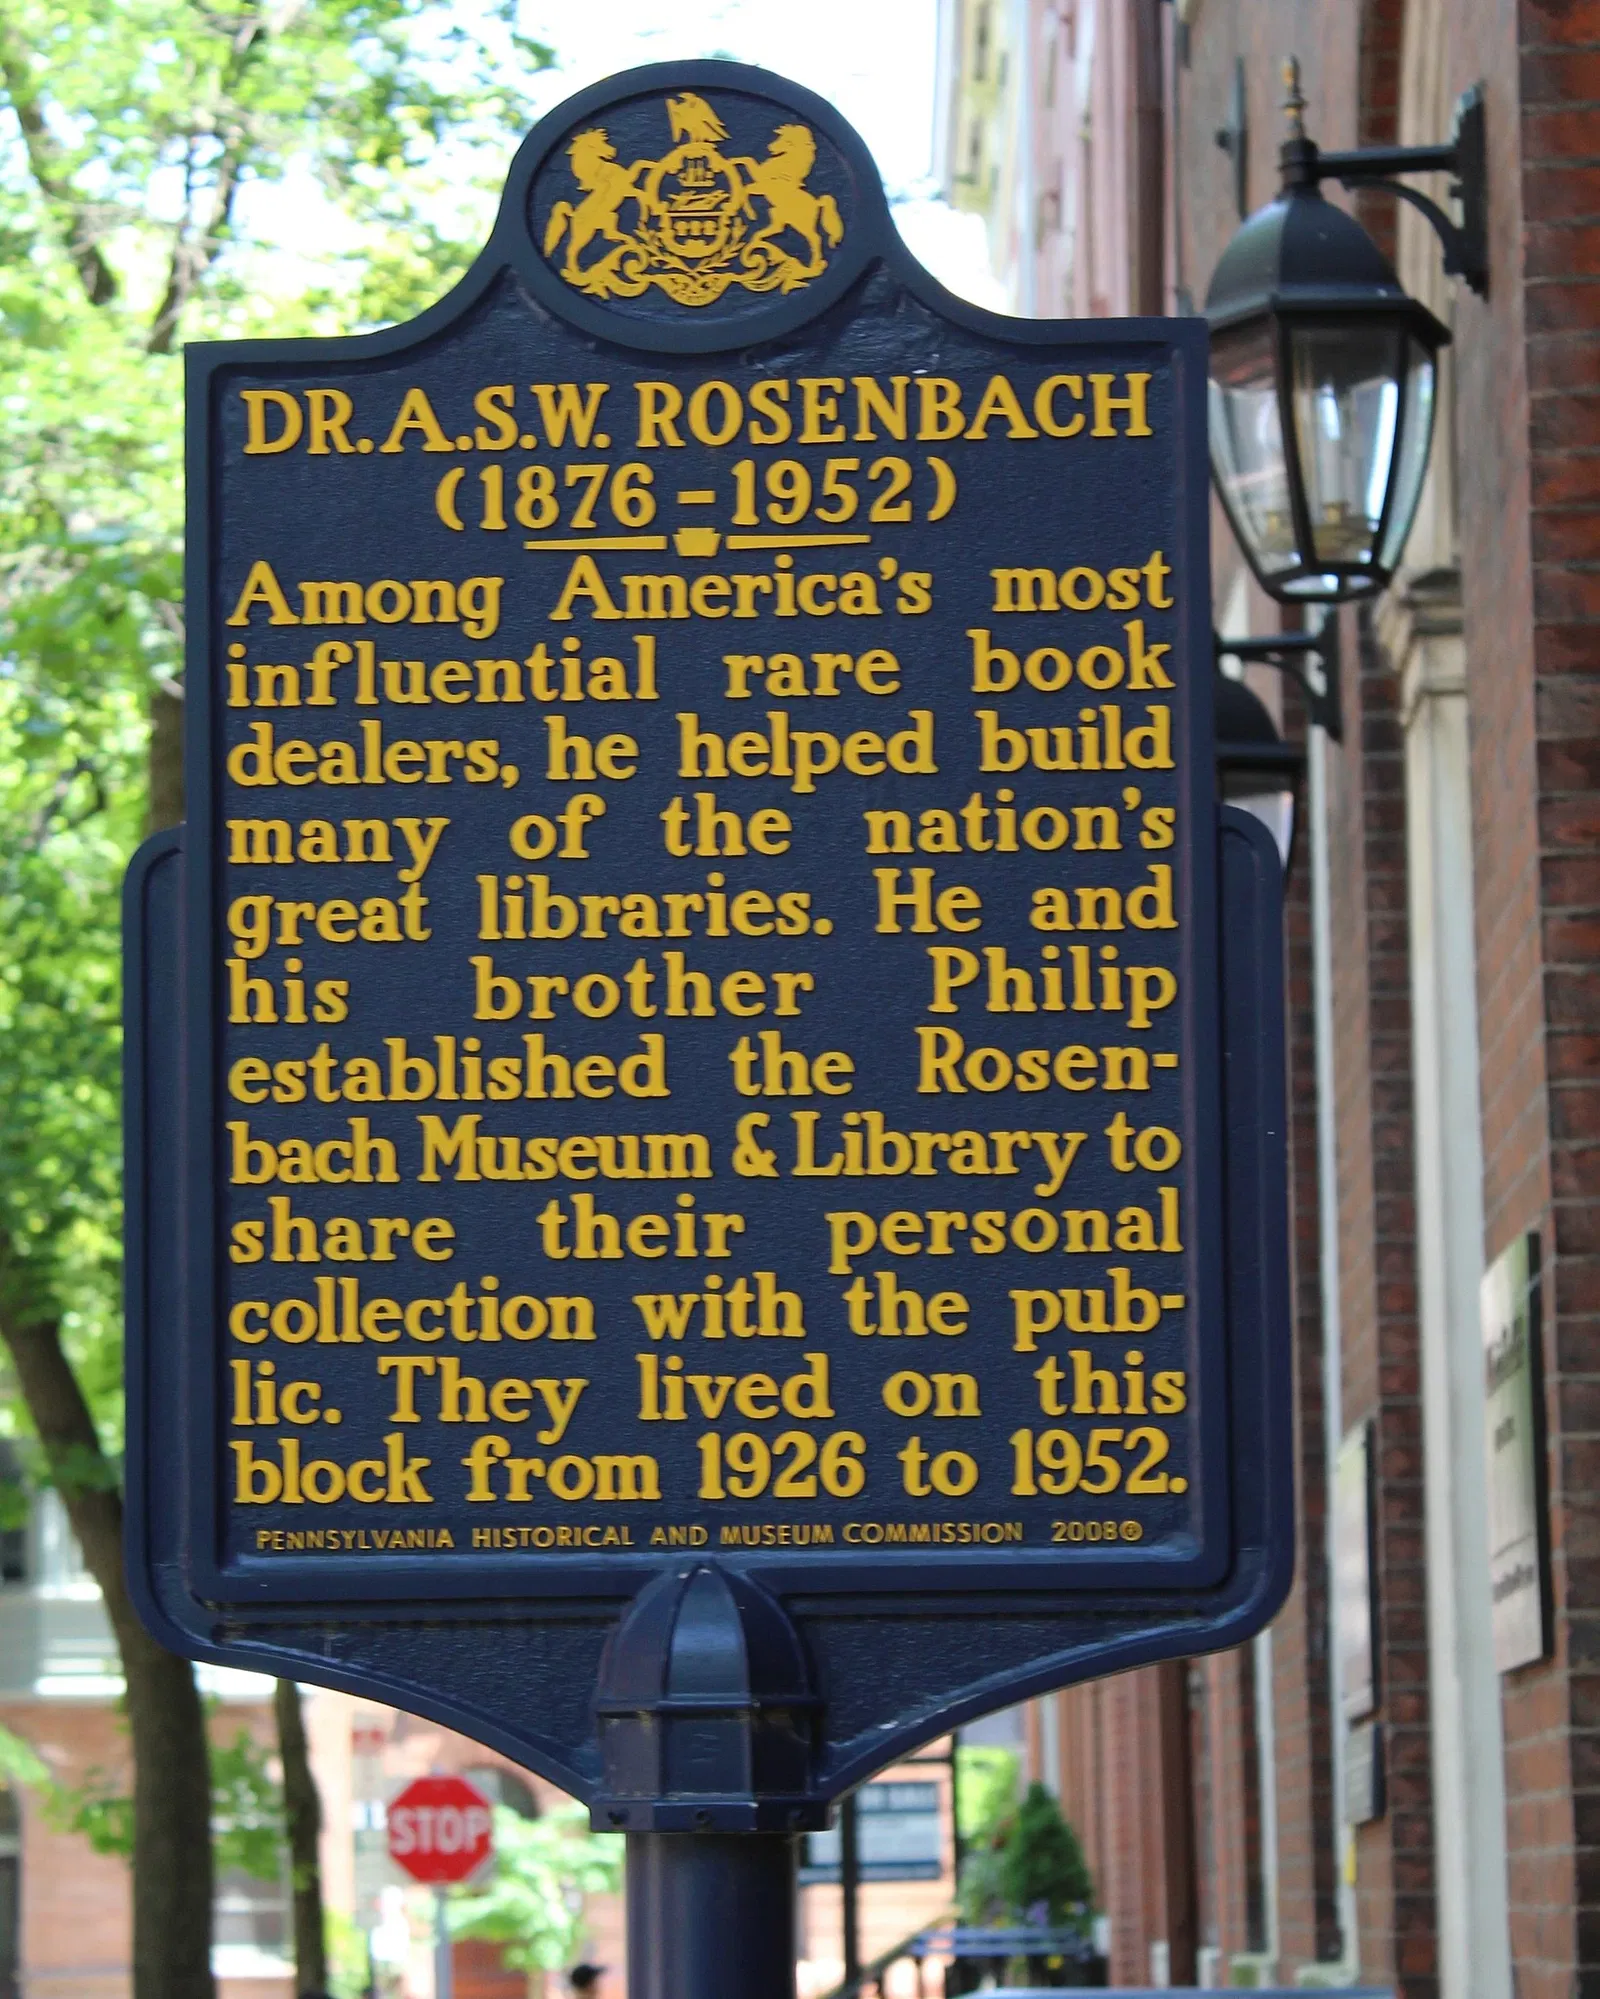 DR. A.S.W. ROSENBACH
(1876 - 1952)
Among America's most
influential rare book
dealers, he helped build
many of the nation's
great libraries. He and
his brother Philip
established the Rosen-
bach Museum & Library to
share their personal
collection with the pub-
lic. They lived on this
block from 1926 to 1952.
PENNSYLVANIA HISTORICAL AND MUSEUM COMMISSION 2008©
STOP